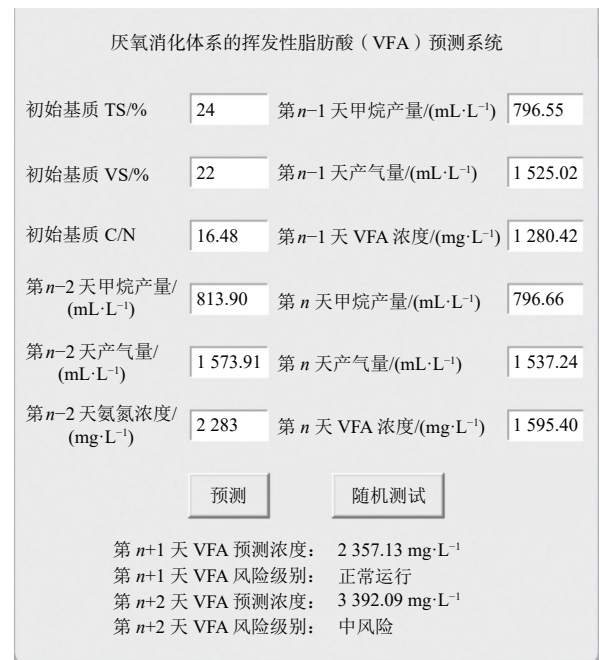 厌氧消化体系的挥发性脂肪酸（VFA）预测系统
初始基质 TS/% 24 第n−1 天甲烷产量/(mL·L⁻¹) 796.55
初始基质 VS/% 22 第n−1 天产气量/(mL·L⁻¹) 1 525.02
初始基质 C/N 16.48 第n−1 天 VFA 浓度/(mg·L⁻¹) 1 280.42
第n−2 天甲烷产量/
(mL·L⁻¹) 813.90 第 n 天甲烷产量/(mL·L⁻¹) 796.66
第n−2 天产气量/
(mL·L⁻¹) 1 573.91 第 n 天产气量/(mL·L⁻¹) 1 537.24
第n−2 天氨氮浓度/
(mg·L⁻¹) 2 283 第 n 天 VFA 浓度/(mg·L⁻¹) 1 595.40
预测 随机测试
第 n+1 天 VFA 预测浓度： 2 357.13 mg·L⁻¹
第 n+1 天 VFA 风险级别： 正常运行
第 n+2 天 VFA 预测浓度： 3 392.09 mg·L⁻¹
第 n+2 天 VFA 风险级别： 中风险